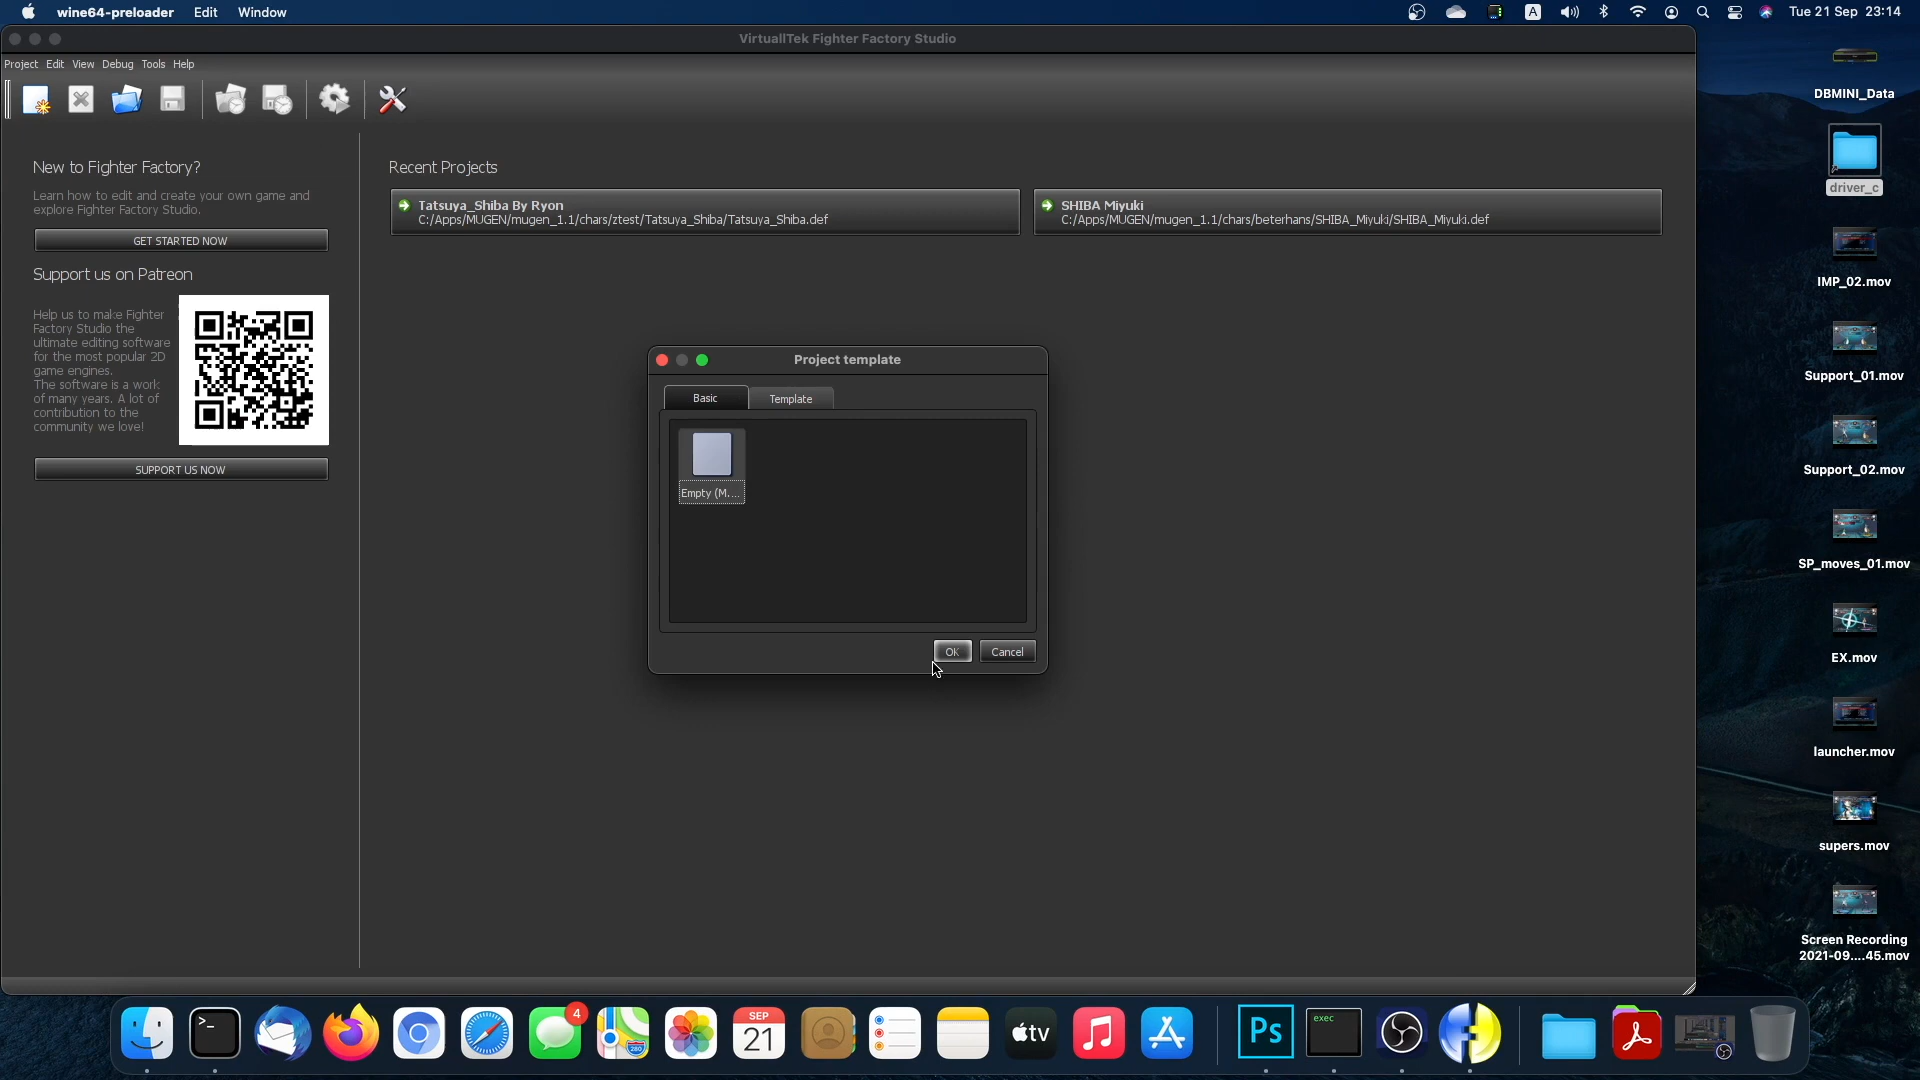 wine64-preloader Edit Window
A
Tue 21 Sep 23:14
VirtuallTek Fighter Factory Studio
Project Edit View Debug Tools Help
New to Fighter Factory?
Learn how to edit and create your own game and
explore Fighter Factory Studio.
GET STARTED NOW
Support us on Patreon
Help us to make Fighter
Factory Studio the
ultimate editing software
for the most popular 2D
game engines.
The software is a work
of many years. A lot of
contribution to the
community we love!
SUPPORT US NOW
Recent Projects
Tatsuya_Shiba By Ryon
C:/Apps/MUGEN/mugen_1.1/chars/ztest/Tatsuya_Shiba/Tatsuya_Shiba.def
SHIBA Miyuki
C:/Apps/MUGEN/mugen_1.1/chars/beterhans/SHIBA_Miyuki/SHIBA_Miyuki.def
Project template
Basic
Template
Empty (M....
OK
Cancel
DBMINI_Data
driver_c
IMP_02.mov
Support_01.mov
Support_02.mov
SP_moves_01.mov
EX.mov
launcher.mov
supers.mov
Screen Recording
2021-09....45.mov
>_
4
280
SEP
21
tv
Ps
exec